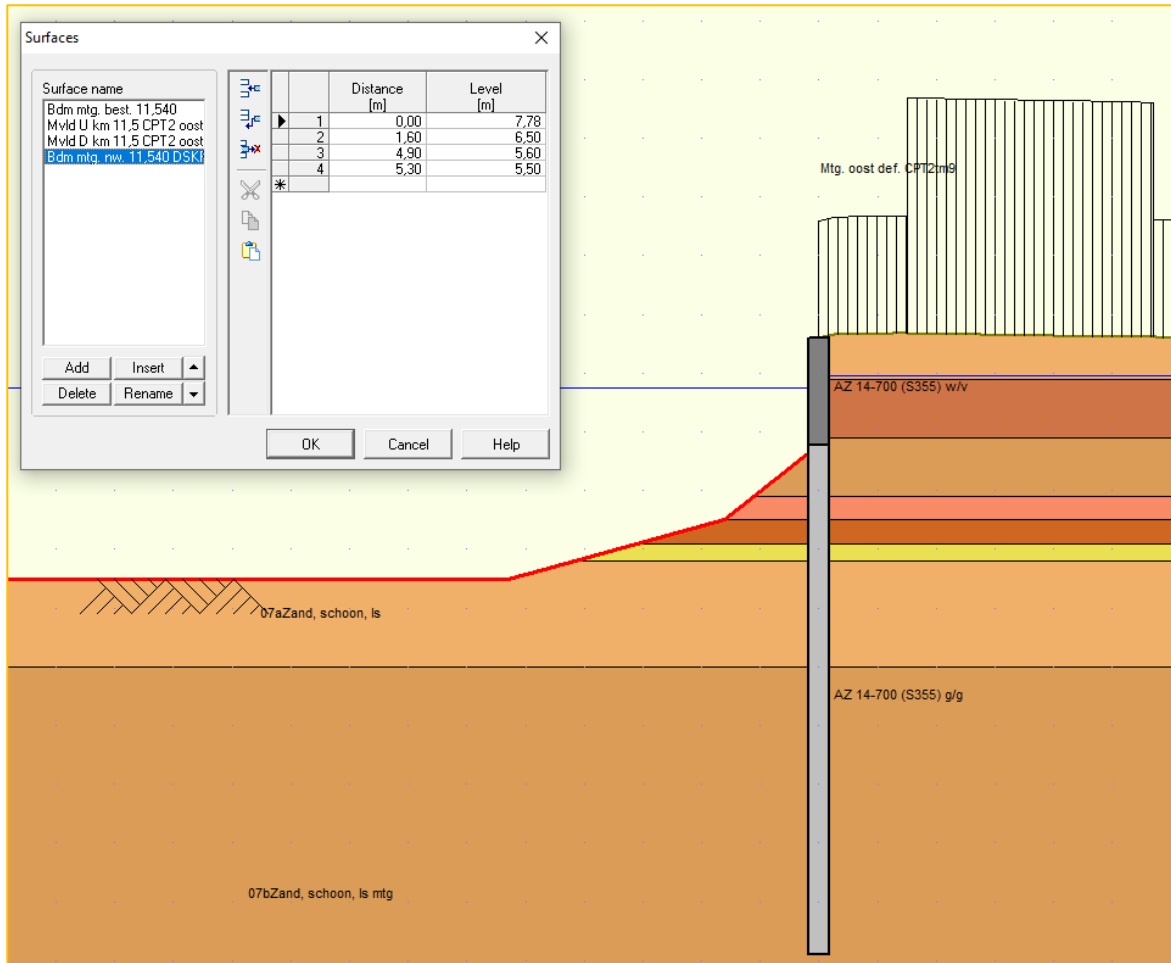 Surfaces
Surface name
Bdm mtg. best. 11,540
Mvld U km 11,5 CPT2 oost
Mvld D km 11,5 CPT2 oost
Bdm mtg. nw. 11,540 DSKF
Add Insert
Delete Rename
Distance Level
[m] [m]
1 0,00 7,78
2 1,60 6,50
3 4,90 5,60
4 5,30 5,50
OK Cancel Help
Mtg. oost def. CPT2tm9
AZ 14-700 (S355) w/v
07aZand, schoon, ls
AZ 14-700 (S355) g/g
07bZand, schoon, ls mtg